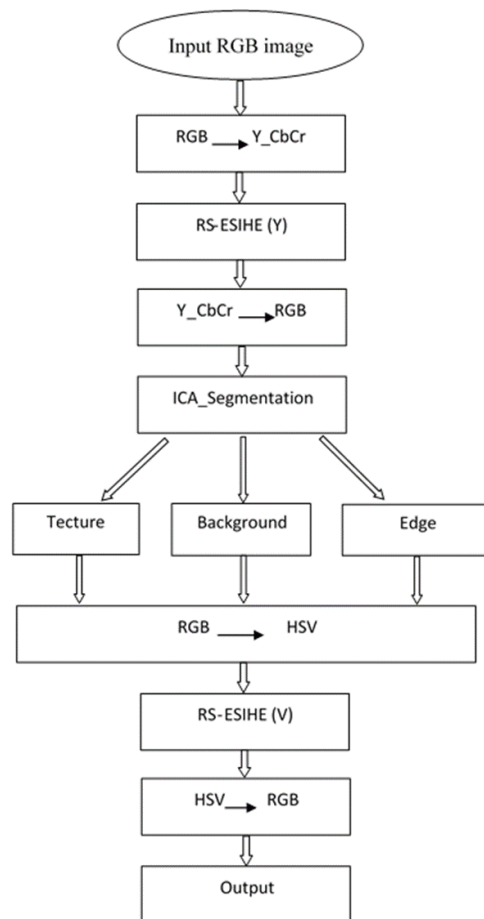 Input RGB image
RGB → Y_CbCr
RS-ESIHE (Y)
Y_CbCr → RGB
ICA_Segmentation
Tecture
Background
Edge
RGB → HSV
RS-ESIHE (V)
HSV → RGB
Output